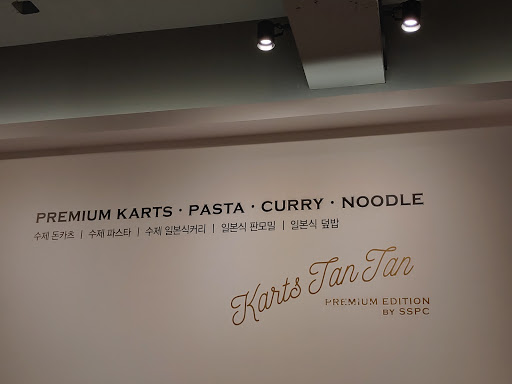 PREMIUM KARTS · PASTA · CURRY · NOODLE
수제 돈카츠 | 수제 파스타 | 수제 일본식커리 | 일본식 판모밀 | 일본식 덮밥
Karts Tan Tan
PREMIUM EDITION
BY SSPC